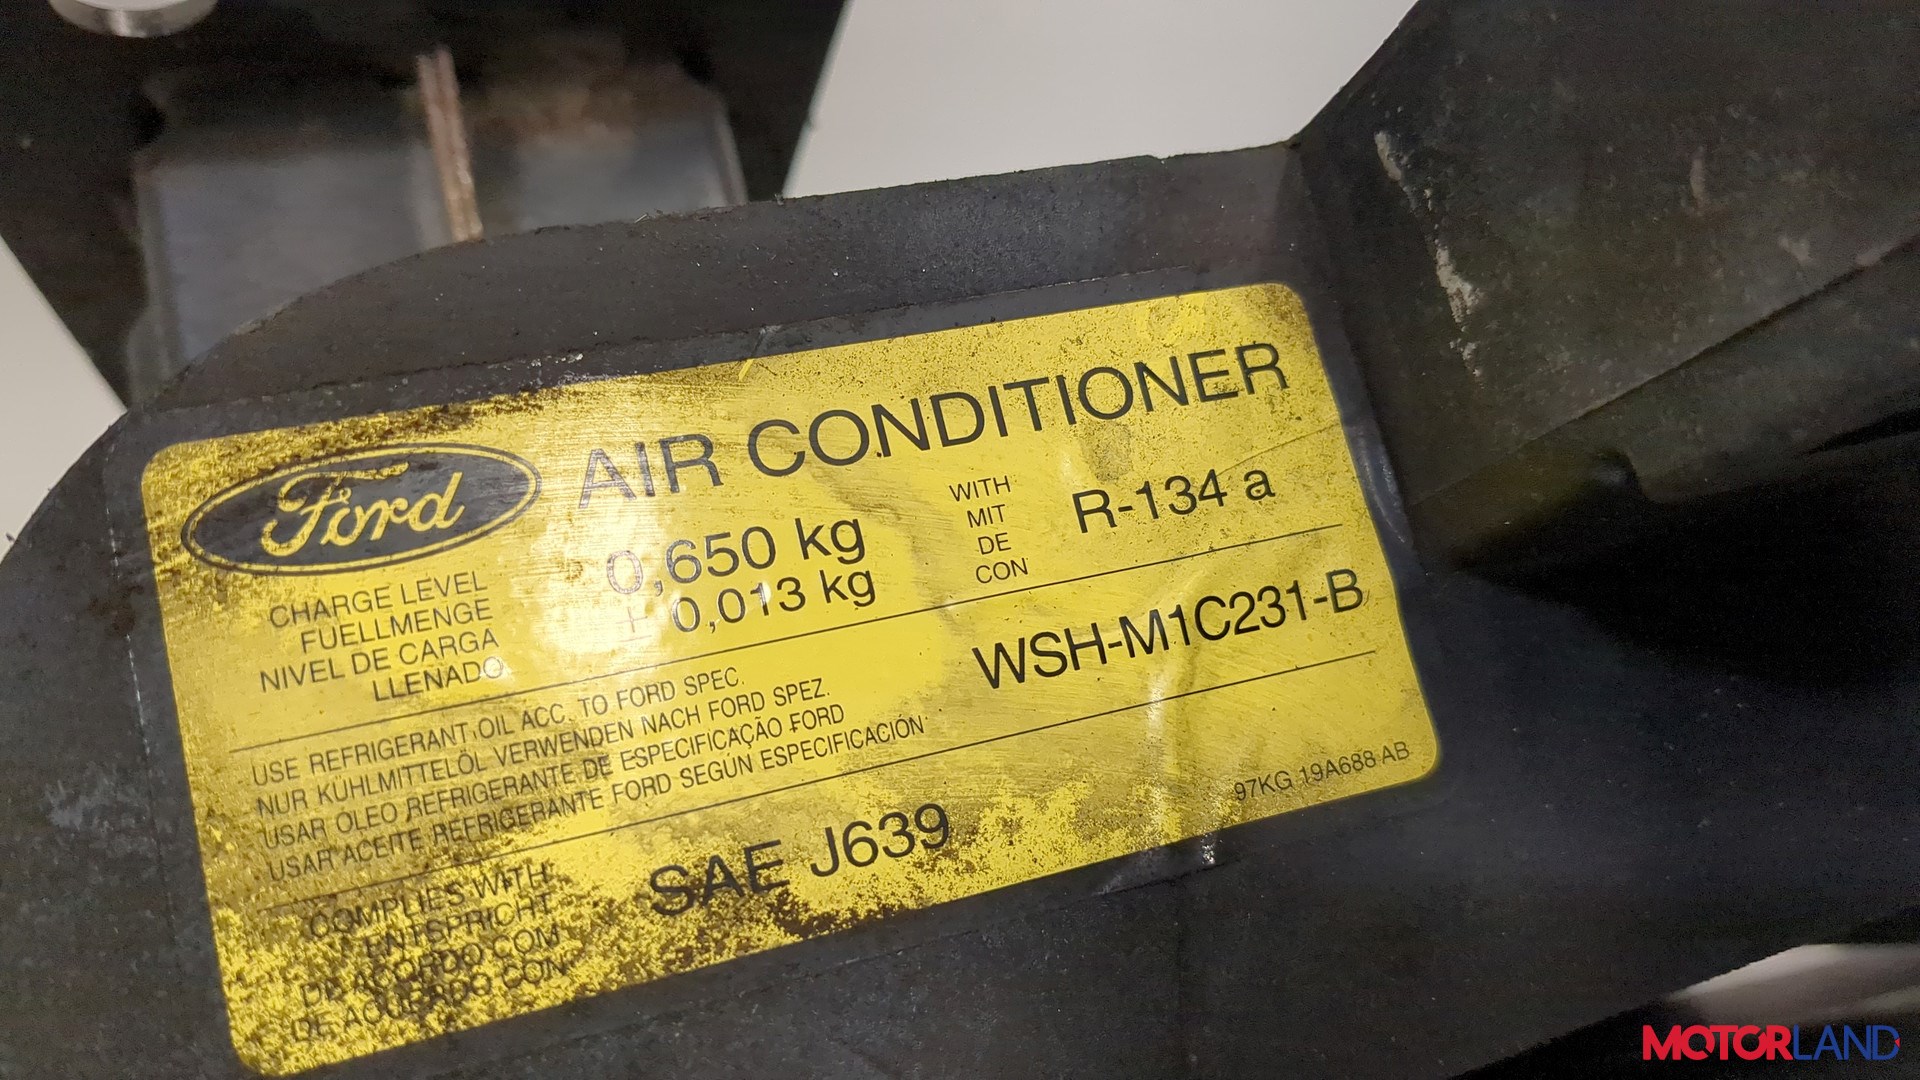 Ford
AIR CONDITIONER
CHARGE LEVEL
FUELLMENGE
NIVEL DE CARGA
LLENADO
0,650 kg
± 0,013 kg
WITH
MIT
DE
CON
R-134 a
USE REFRIGERANT OIL ACC. TO FORD SPEC.
NUR KÜHLMITTELÖL VERWENDEN NACH FORD SPEZ.
USAR OLEO REFRIGERANTE DE ESPECIFICAÇÃO FORD
USAR ACEITE REFRIGERANTE FORD SEGÚN ESPECIFICACIÓN
WSH-M1C231-B
COMPLIES WITH
ENTSPRICHT
DE ACORDO COM
DE AQUERDO CON
SAE J639
97KG 19A688 AB
MOTORLAND